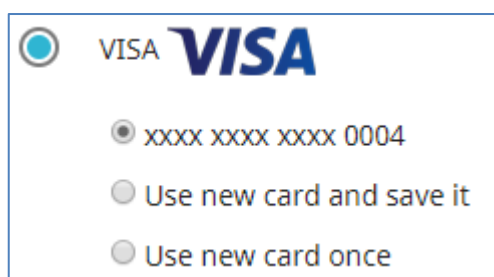 VISA VISA
xxxx xxxx xxxx 0004
Use new card and save it
Use new card once